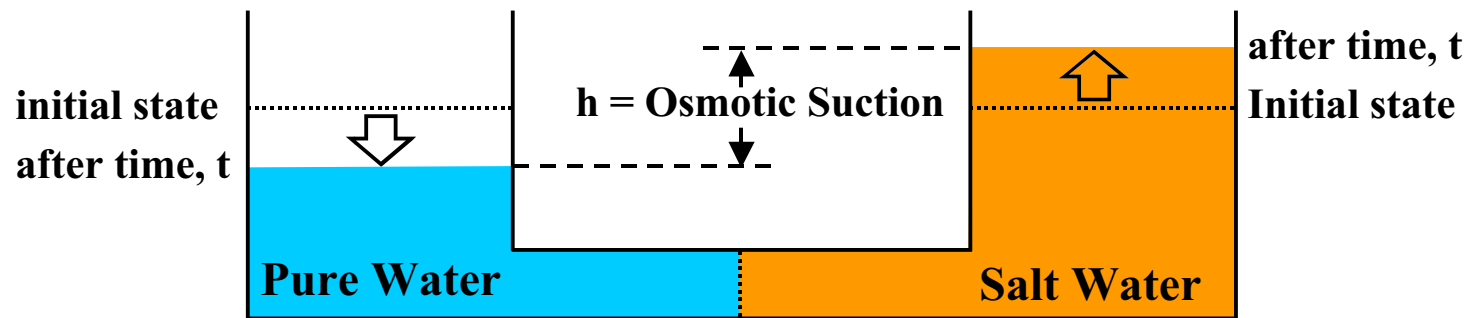 initial state
after time, t
h = Osmotic Suction
after time, t
Initial state
Pure Water
Salt Water